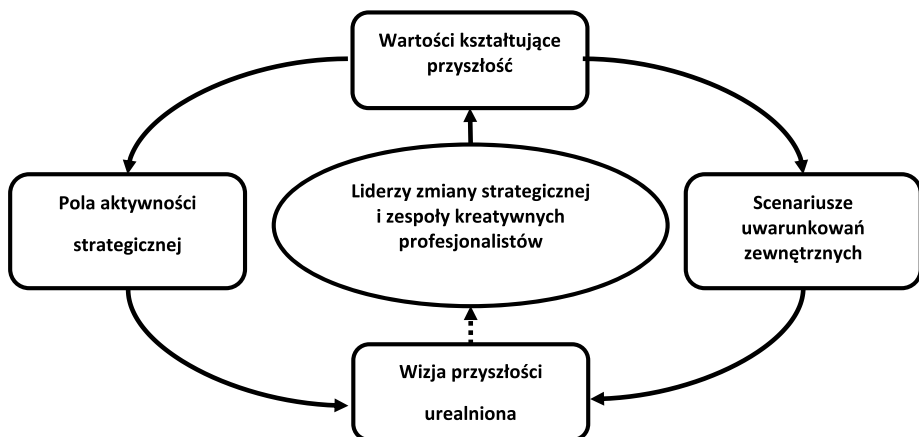 Wartości kształtujące
przyszłość
Pola aktywności
strategicznej
Liderzy zmiany strategicznej
i zespoły kreatywnych
profesjonalistów
Scenariusze
uwarunkowań
zewnętrznych
Wizja przyszłości
urealniona